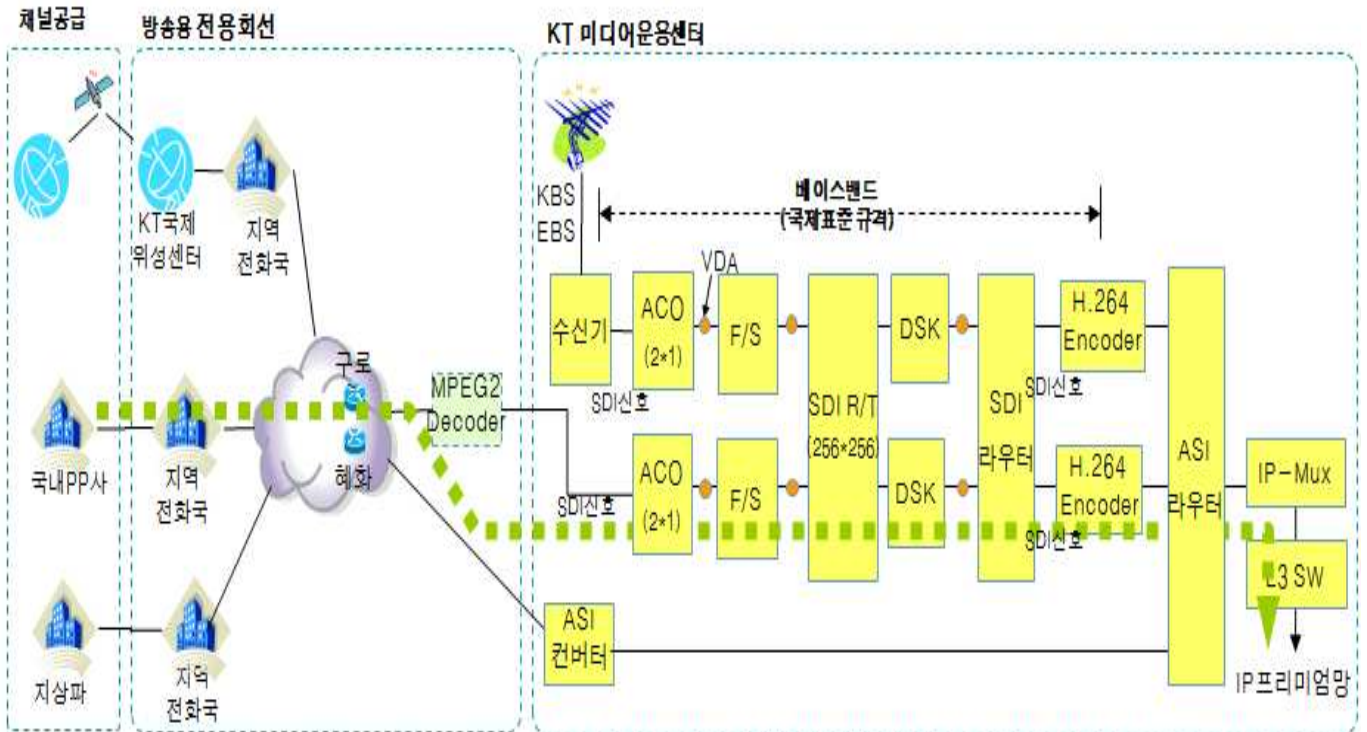 채널공급
방송용 전용회선
KT 미디어운용센터
KT국제
위성센터
지역
전화국
KBS
EBS
베이스밴드
(국제표준 규격)
VDA
수신기
ACO
(2*1)
F/S
SDI R/T
(256*256)
DSK
SDI
라우터
H.264
Encoder
SDI신호
SDI신호
ASI
라우터
구로
혜화
MPEG2
Decoder
국내PP사
지역
전화국
SDI신호
ACO
(2*1)
F/S
DSK
H.264
Encoder
SDI신호
IP-Mux
L3 SW
IP프리미엄망
지상파
지역
전화국
ASI
컨버터